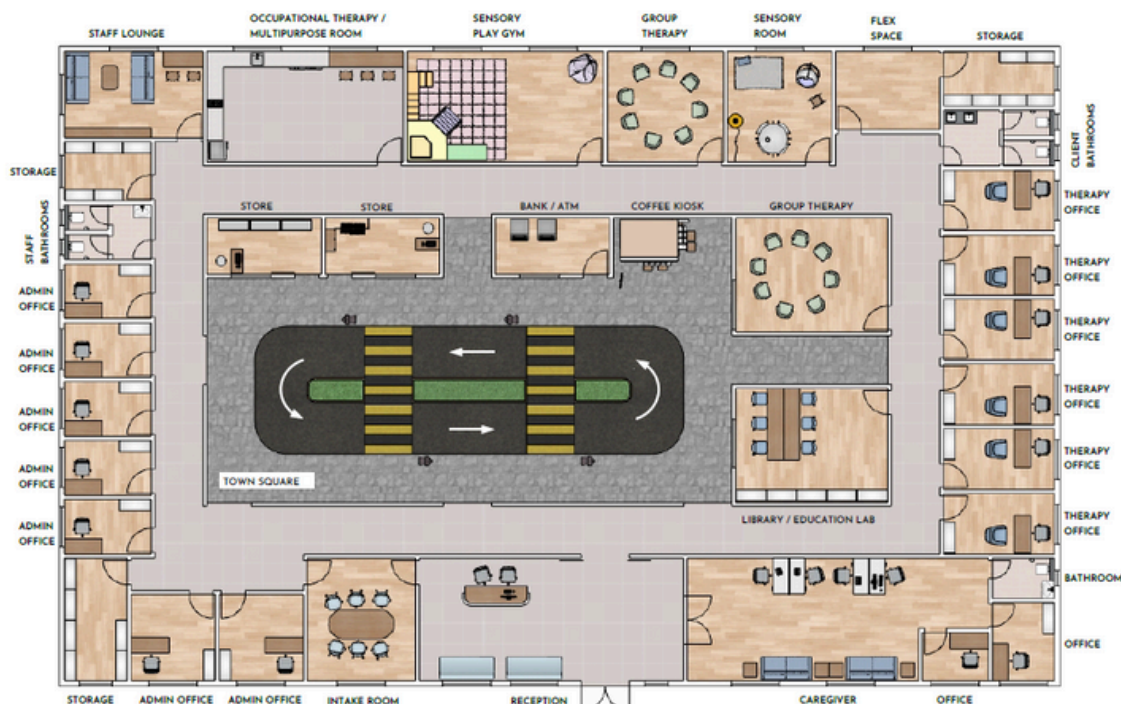 STAFF LOUNGE
OCCUPATIONAL THERAPY /
MULTIPURPOSE ROOM
SENSORY
PLAY GYM
GROUP
THERAPY
SENSORY
ROOM
FLEX
SPACE
STORAGE
CLIENT
BATHROOMS
STORAGE
STAFF
BATHROOMS
STORE
STORE
BANK / ATM
COFFEE KIOSK
GROUP THERAPY
THERAPY
OFFICE
THERAPY
OFFICE
THERAPY
OFFICE
THERAPY
OFFICE
THERAPY
OFFICE
THERAPY
OFFICE
ADMIN
OFFICE
ADMIN
OFFICE
ADMIN
OFFICE
ADMIN
OFFICE
ADMIN
OFFICE
TOWN SQUARE
LIBRARY / EDUCATION LAB
BATHROOM
OFFICE
STORAGE
ADMIN OFFICE
ADMIN OFFICE
INTAKE ROOM
RECEPTION
CAREGIVER
OFFICE